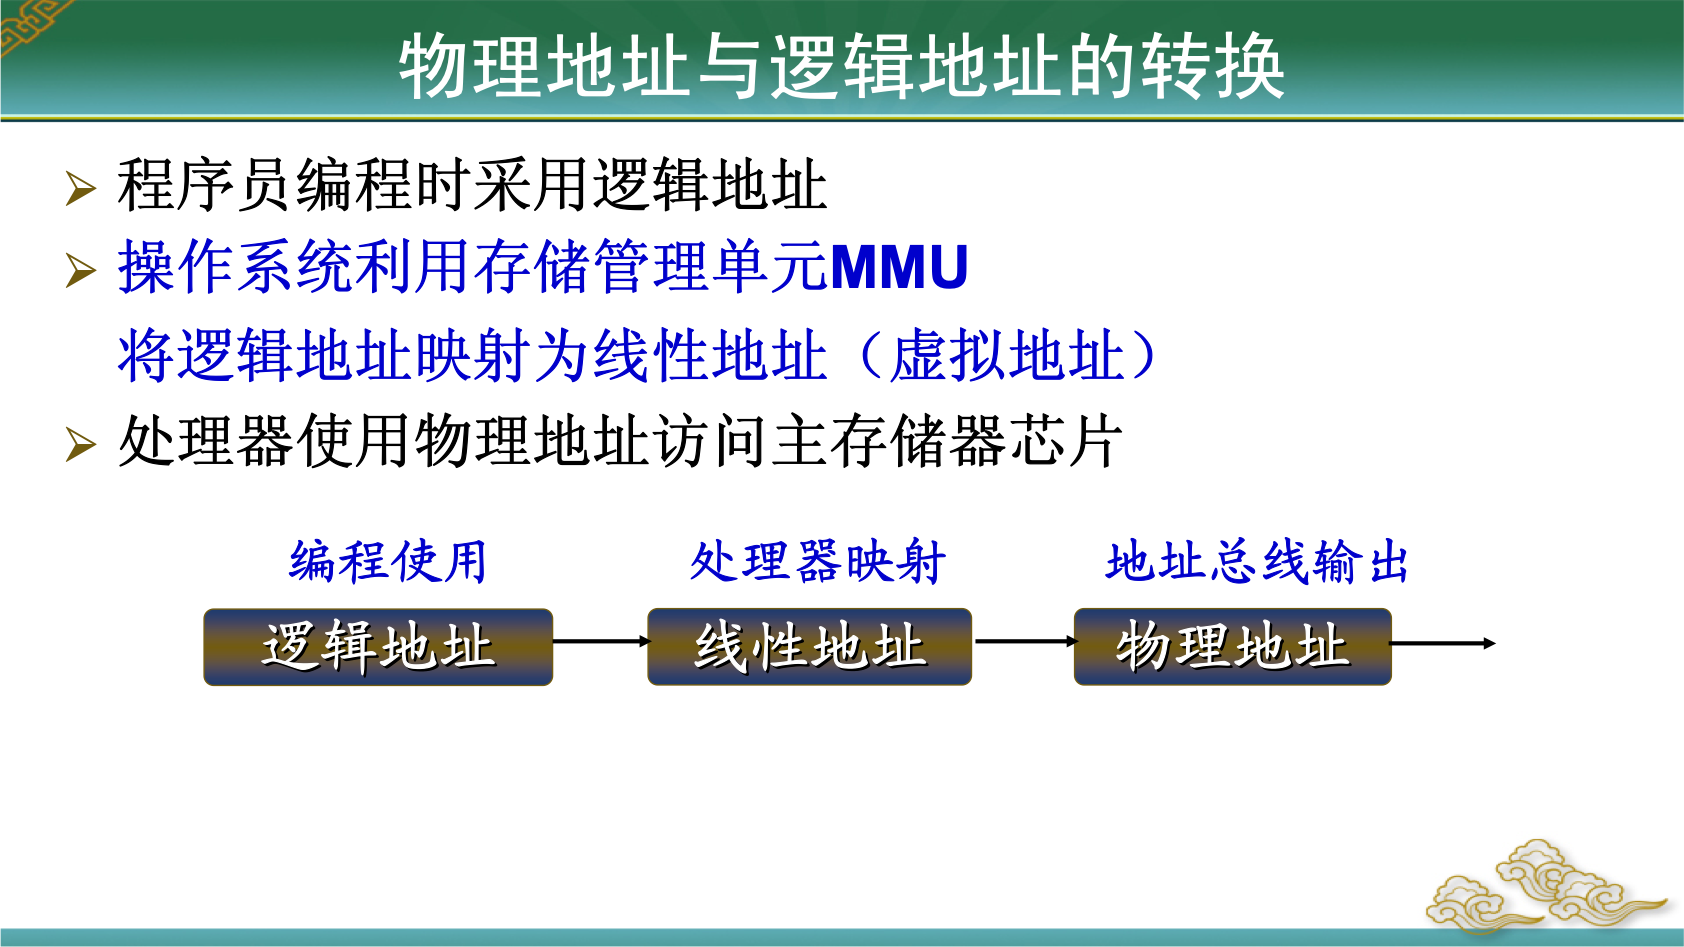 物理地址与逻辑地址的转换
程序员编程时采用逻辑地址
操作系统利用存储管理单元MMU
将逻辑地址映射为线性地址（虚拟地址）
处理器使用物理地址访问主存储器芯片
编程使用 处理器映射 地址总线输出
逻辑地址 线性地址 物理地址